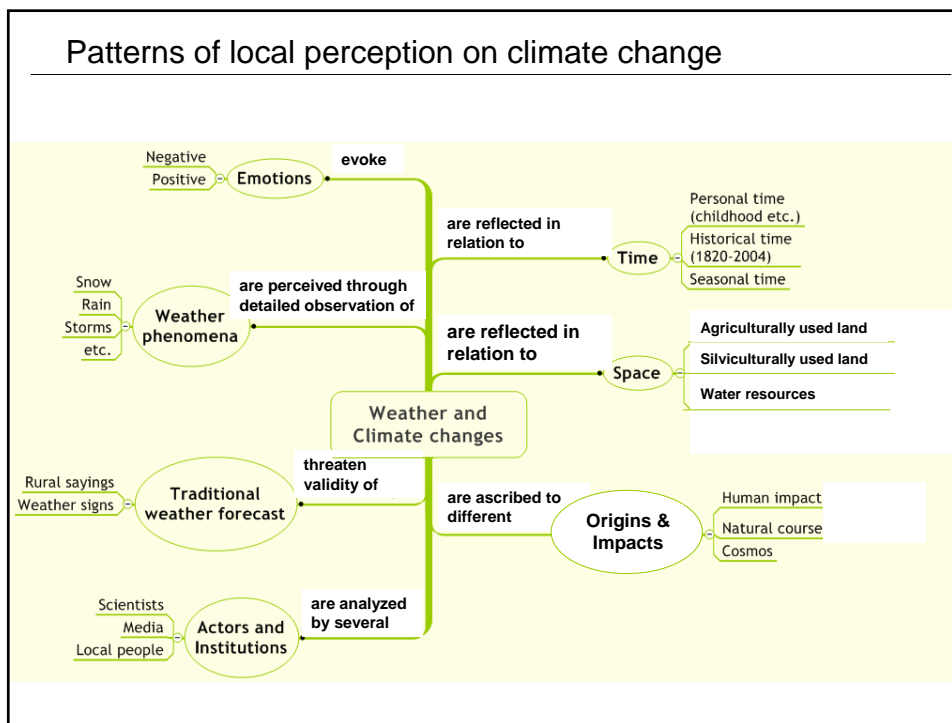 Patterns of local perception on climate change
Negative
Positive
Emotions
evoke
Snow
Rain
Storms
etc.
Weather
phenomena
are perceived through
detailed observation of
Rural sayings
Weather signs
Traditional
weather forecast
threaten
validity of
Scientists
Media
Local people
Actors and
Institutions
are analyzed
by several
Weather and
Climate changes
are reflected in
relation to
Time
Personal time
(childhood etc.)
Historical time
(1820-2004)
Seasonal time
are reflected in
relation to
Space
Agriculturally used land
Silviculturally used land
Water resources
are ascribed to
different
Origins &
Impacts
Human impact
Natural course
Cosmos